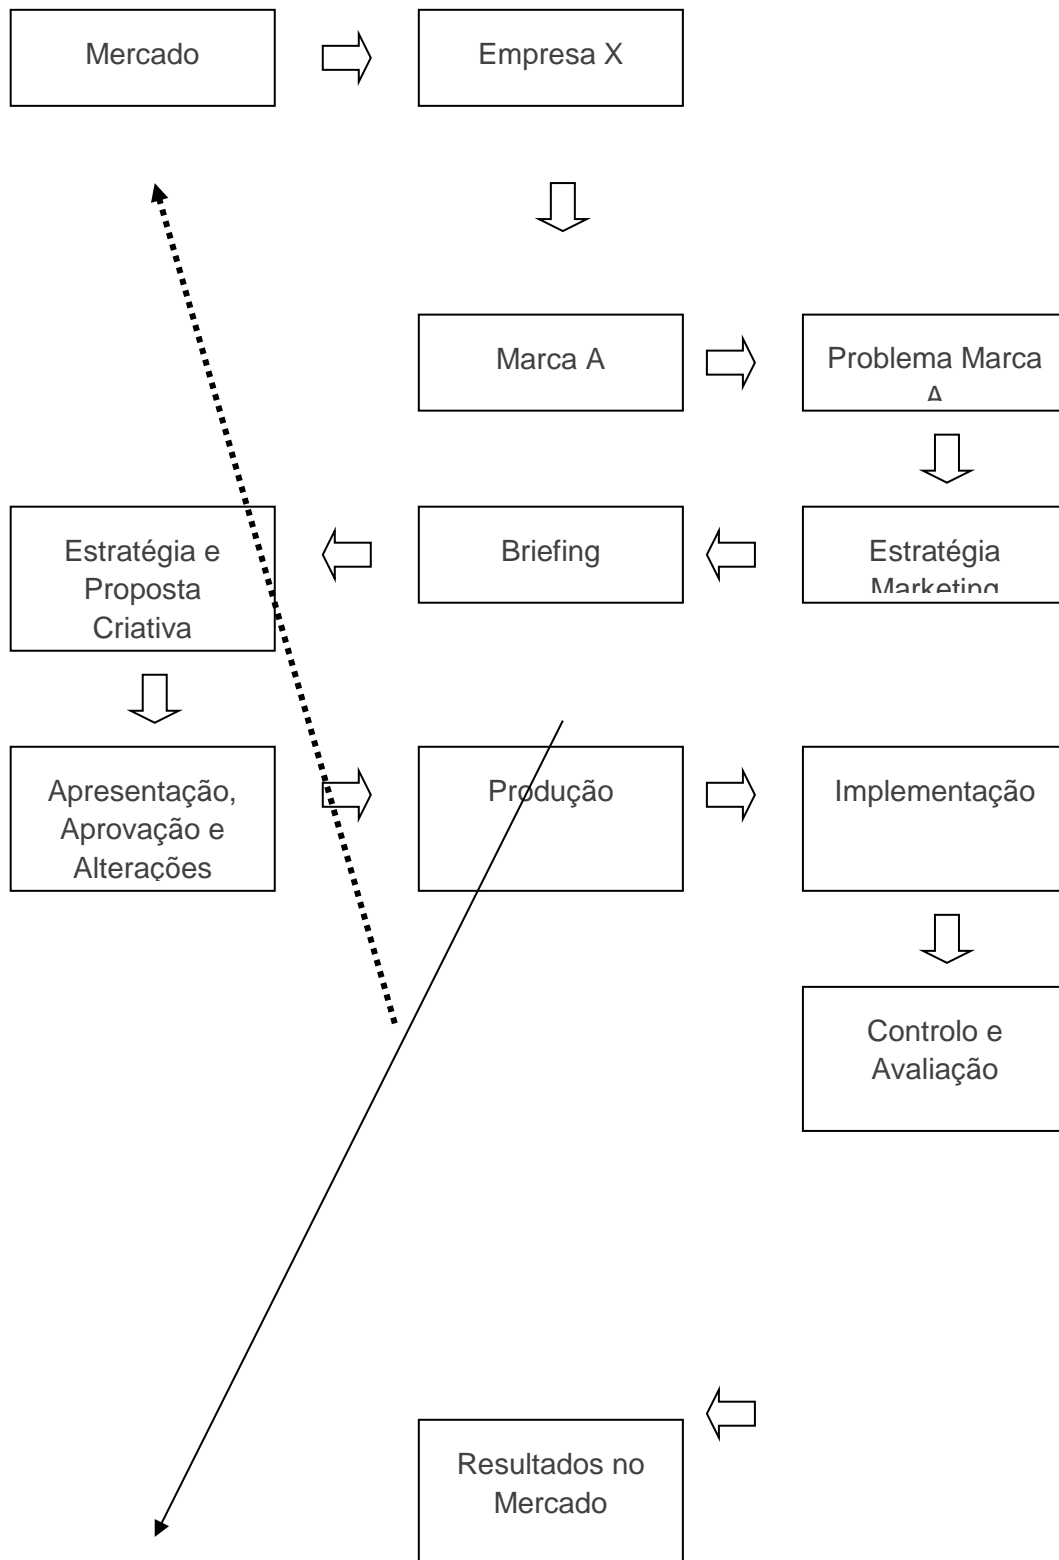 Mercado
Empresa X
Marca A
Problema Marca
A
Estratégia e
Proposta
Criativa
Briefing
Estratégia
Marketing
Apresentação,
Aprovação e
Alterações
Produção
Implementação
Controlo e
Avaliação
Resultados no
Mercado